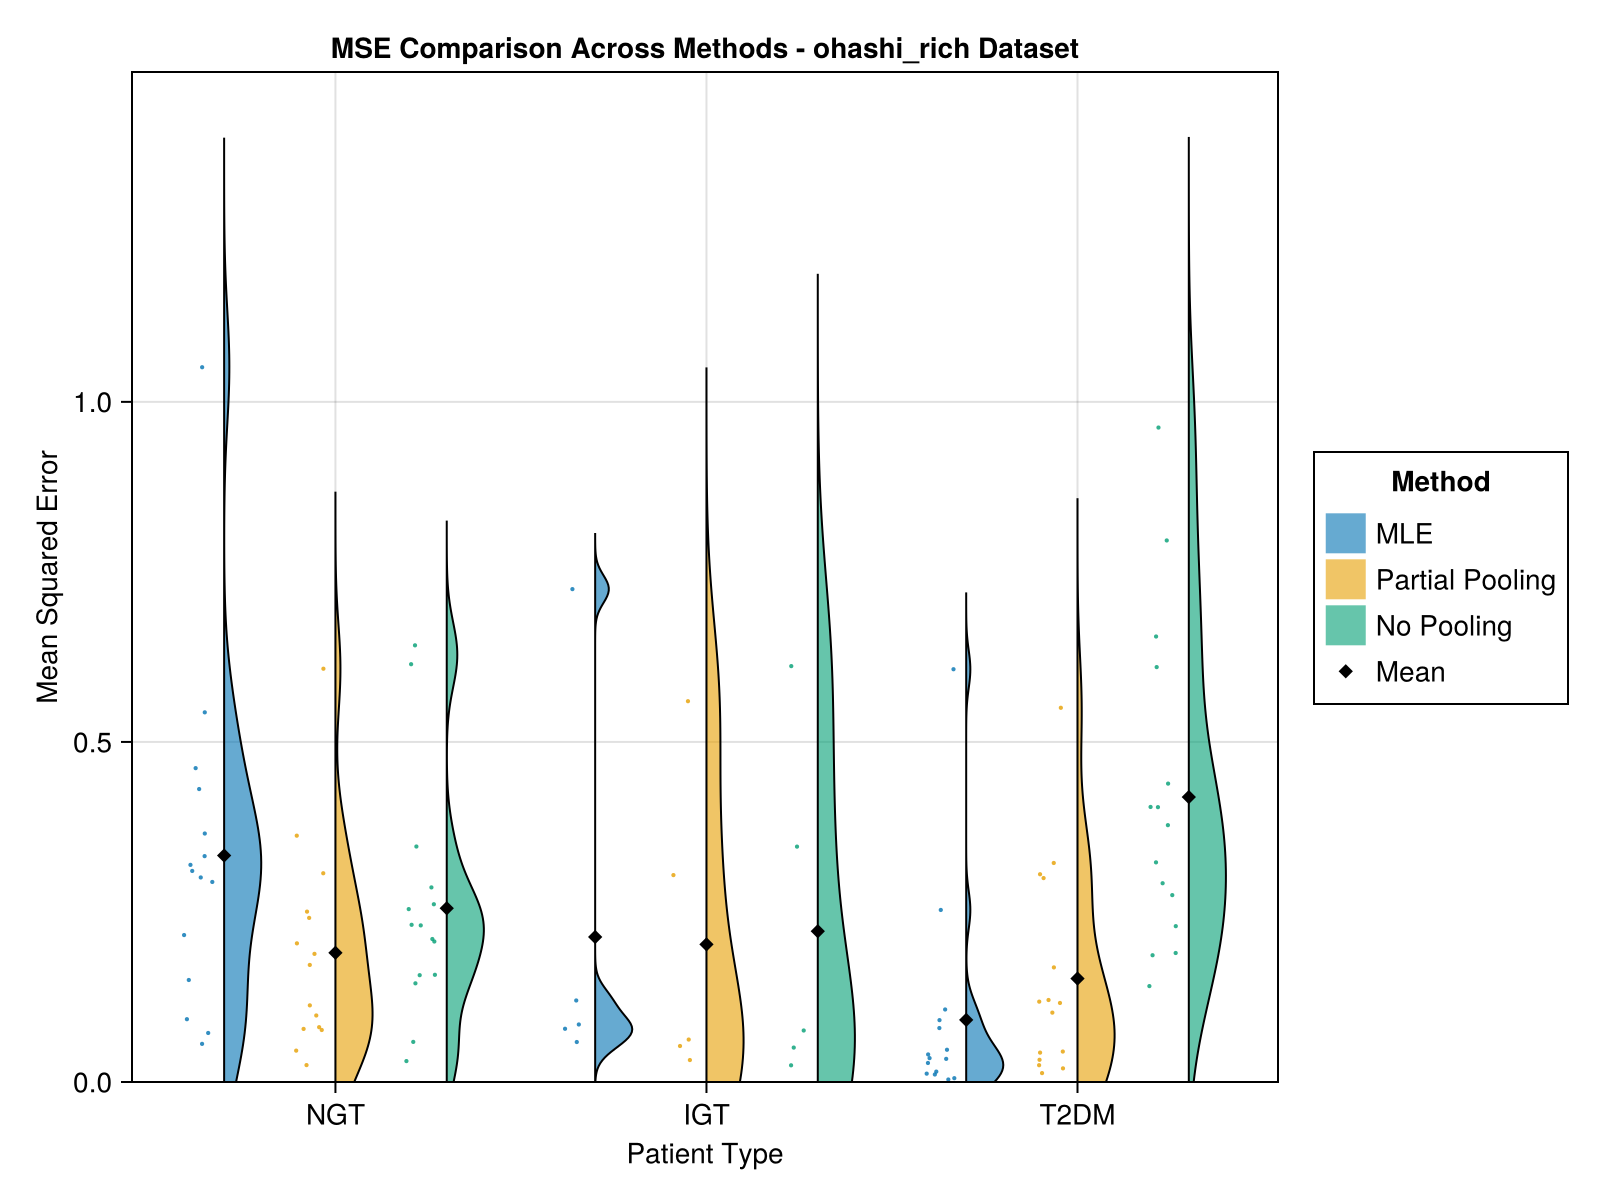 MSE Comparison Across Methods - ohashi_rich Dataset
Mean Squared Error
1.0
0.5
0.0
NGT
IGT
T2DM
Patient Type
Method
MLE
Partial Pooling
No Pooling
Mean